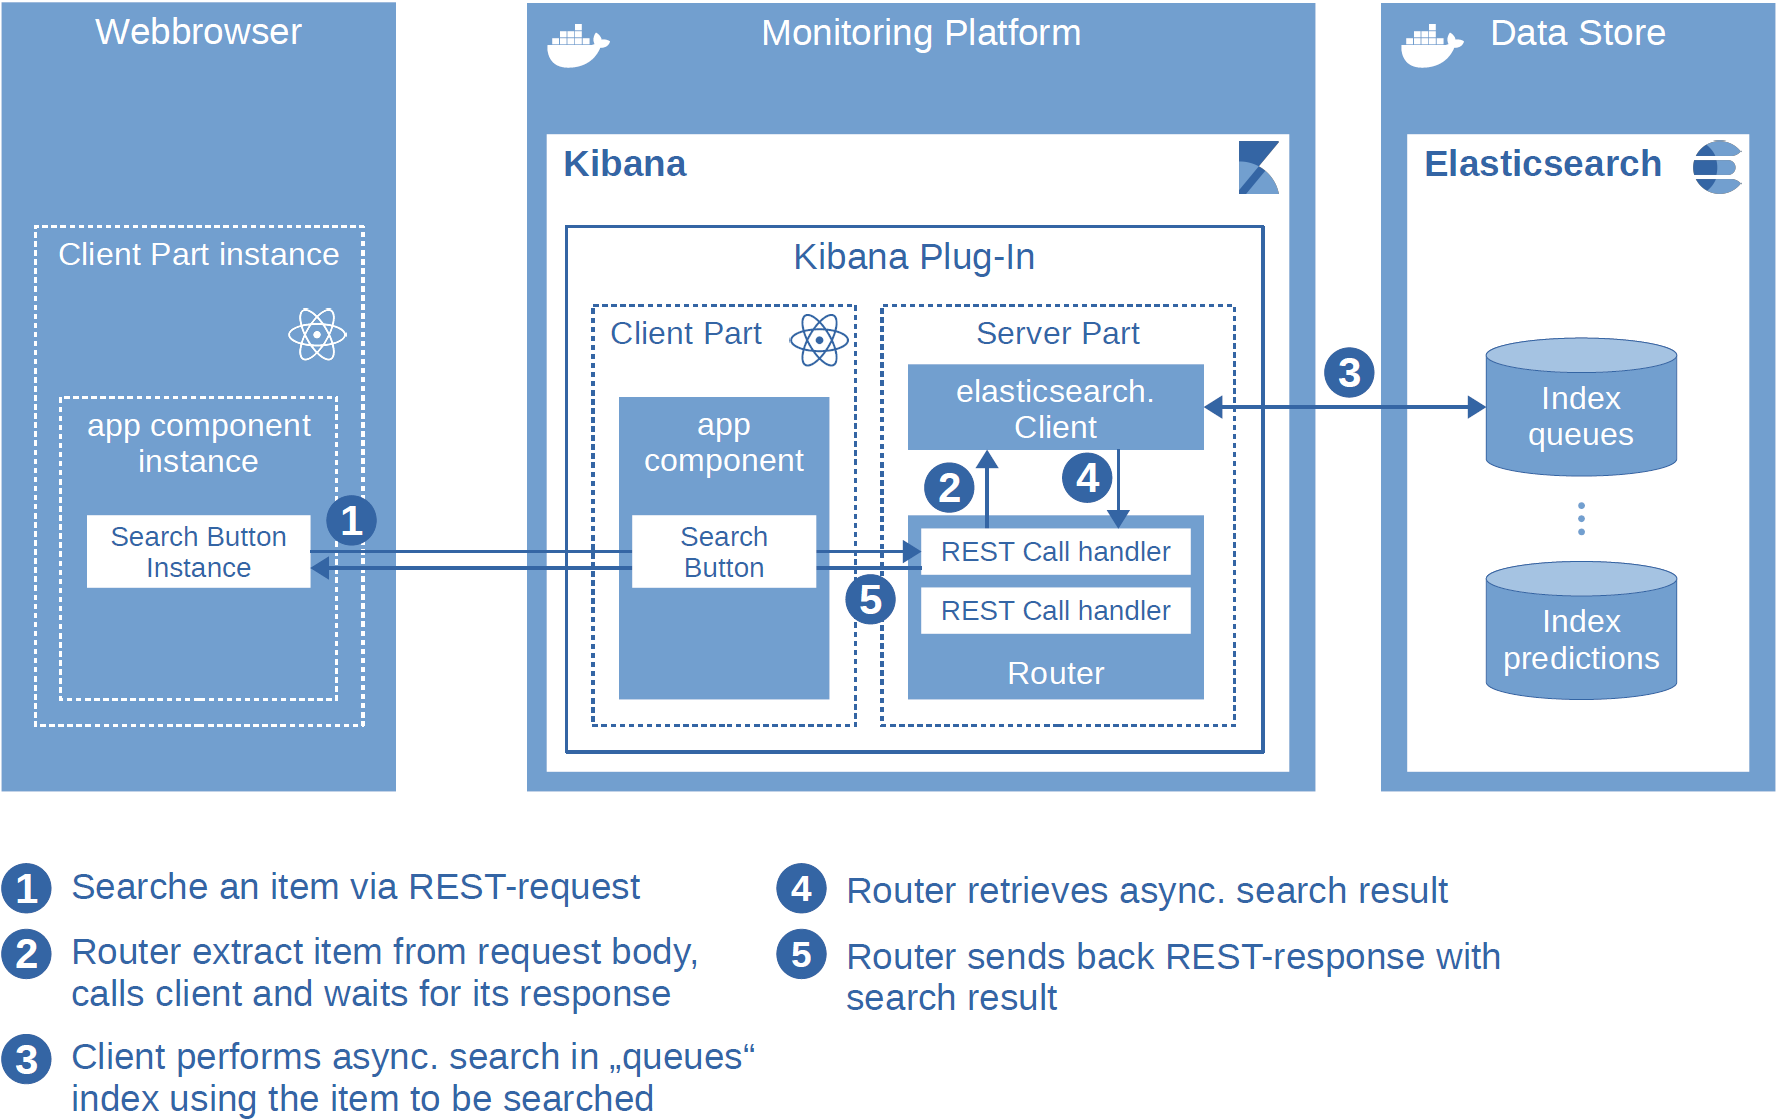 Webbrowser
Client Part instance
app component
instance
Search Button
Instance
1
Monitoring Platform
Kibana
Kibana Plug-In
Client Part
app
component
Search
Button
5
Server Part
elasticsearch.
Client
2
4
REST Call handler
REST Call handler
Router
3
Data Store
Elasticsearch
Index
queues
Index
predictions
1 Searche an item via REST-request
2 Router extract item from request body,
calls client and waits for its response
3 Client performs async. search in „queues“
index using the item to be searched
4 Router retrieves async. search result
5 Router sends back REST-response with
search result